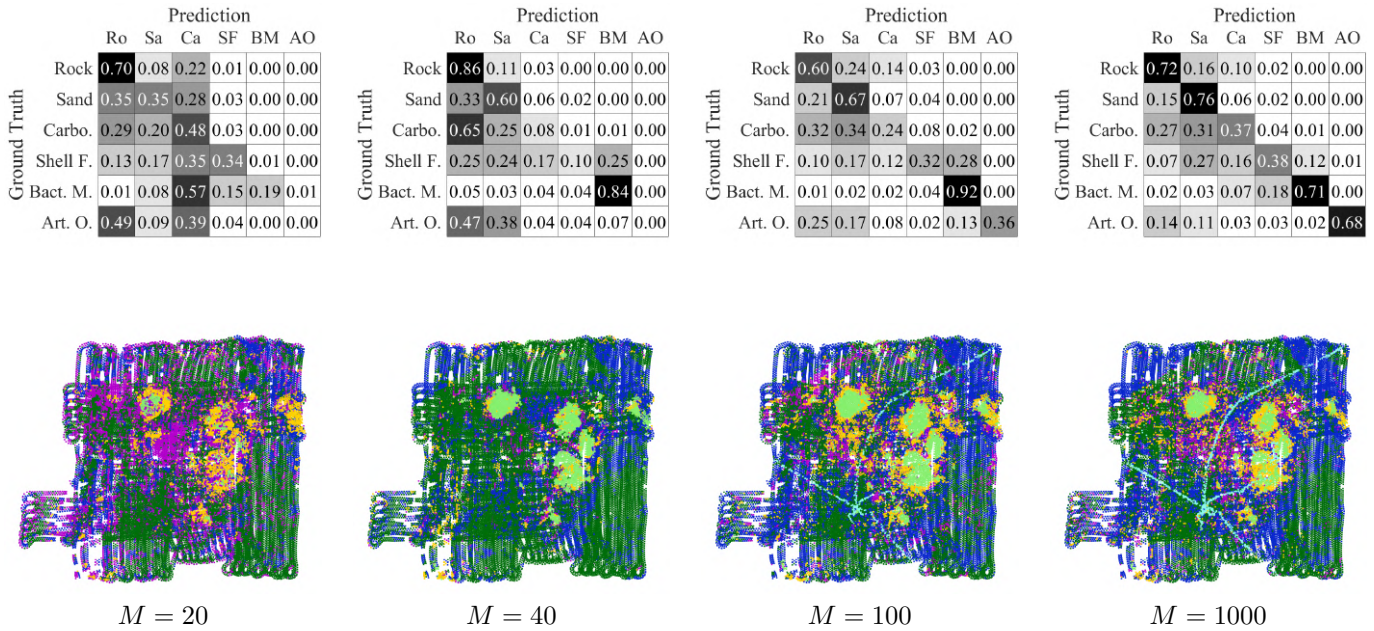 Prediction Prediction Prediction Prediction
Ro Sa Ca SF BM AO Ro Sa Ca SF BM AO Ro Sa Ca SF BM AO Ro Sa Ca SF BM AO
Ground Truth Ground Truth Ground Truth Ground Truth
Rock 0.70 0.08 0.22 0.01 0.00 0.00 Rock 0.86 0.11 0.03 0.00 0.00 0.00 Rock 0.60 0.24 0.14 0.03 0.00 0.00 Rock 0.72 0.16 0.10 0.02 0.00 0.00
Sand 0.35 0.35 0.28 0.03 0.00 0.00 Sand 0.33 0.60 0.06 0.02 0.00 0.00 Sand 0.21 0.67 0.07 0.04 0.00 0.00 Sand 0.15 0.76 0.06 0.02 0.00 0.00
Carbo. 0.29 0.20 0.48 0.03 0.00 0.00 Carbo. 0.65 0.25 0.08 0.01 0.01 0.00 Carbo. 0.32 0.34 0.24 0.08 0.02 0.00 Carbo. 0.27 0.31 0.37 0.04 0.01 0.00
Shell F. 0.13 0.17 0.35 0.34 0.01 0.00 Shell F. 0.25 0.24 0.17 0.10 0.25 0.00 Shell F. 0.10 0.17 0.12 0.32 0.28 0.00 Shell F. 0.07 0.27 0.16 0.38 0.12 0.01
Bact. M. 0.01 0.08 0.57 0.15 0.19 0.01 Bact. M. 0.05 0.03 0.04 0.04 0.84 0.00 Bact. M. 0.01 0.02 0.02 0.04 0.92 0.00 Bact. M. 0.02 0.03 0.07 0.18 0.71 0.00
Art. O. 0.49 0.09 0.39 0.04 0.00 0.00 Art. O. 0.47 0.38 0.04 0.04 0.07 0.00 Art. O. 0.25 0.17 0.08 0.02 0.13 0.36 Art. O. 0.14 0.11 0.03 0.03 0.02 0.68
M = 20 M = 40 M = 100 M = 1000